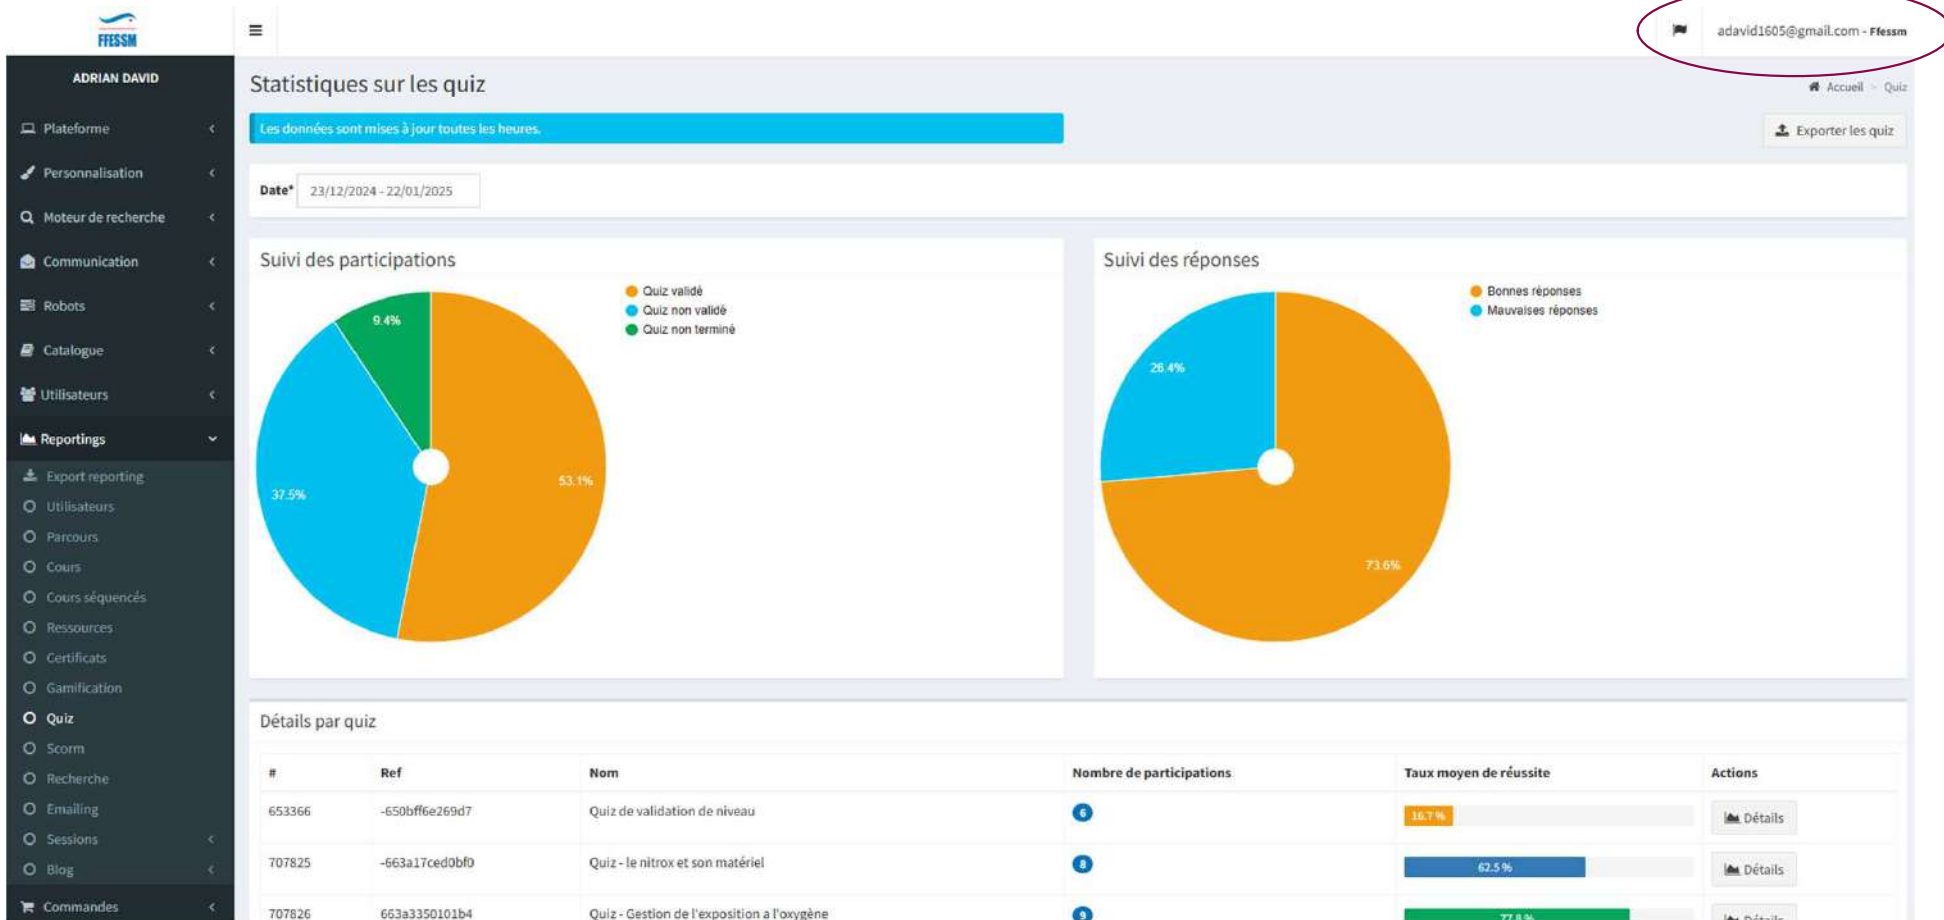 FFESSM
adavid1605@gmail.com - Ffessm
ADRIAN DAVID
Plateforme
Personnalisation
Moteur de recherche
Communication
Robots
Catalogue
Utilisateurs
Reportings
Export reporting
Utilisateurs
Parcours
Cours
Cours séquencés
Ressources
Certificats
Gamification
Quiz
Scorm
Recherche
Emailing
Sessions
Blog
Commandes
Statistiques sur les quiz
Accueil > Quiz
Les données sont mises à jour toutes les heures.
Exporter les quiz
Date* 23/12/2024 - 22/01/2025
Suivi des participations
Quiz validé
Quiz non validé
Quiz non terminé
9.4%
37.5%
53.1%
Suivi des réponses
Bonnes réponses
Mauvaises réponses
26.4%
73.6%
Détails par quiz
# Ref Nom Nombre de participations Taux moyen de réussite Actions
653366 -650bff6e269d7 Quiz de validation de niveau 6 16.7 % Détails
707825 -663a17ced0bf0 Quiz - le nitrox et son matériel 8 62.5 % Détails
707826 663a3350101b4 Quiz - Gestion de l'exposition a l'oxygène 9 77.8 % Détails